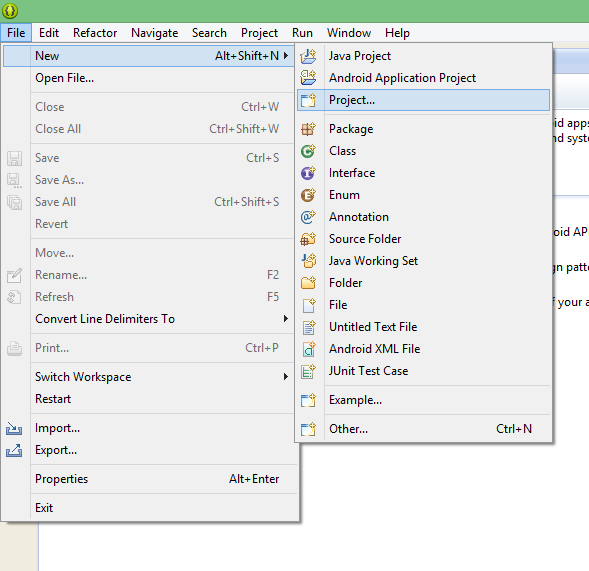 File Edit Refactor Navigate Search Project Run Window Help
New Alt+Shift+N
Open File...
Close Ctrl+W
Close All Ctrl+Shift+W
Save Ctrl+S
Save As...
Save All Ctrl+Shift+S
Revert
Move...
Rename... F2
Refresh F5
Convert Line Delimiters To
Print... Ctrl+P
Switch Workspace
Restart
Import...
Export...
Properties Alt+Enter
Exit
Java Project
Android Application Project
Project...
Package
Class
Interface
Enum
Annotation
Source Folder
Java Working Set
Folder
File
Untitled Text File
Android XML File
JUnit Test Case
Example...
Other... Ctrl+N
id apps
nd syste
oid API
gn patte
f your a